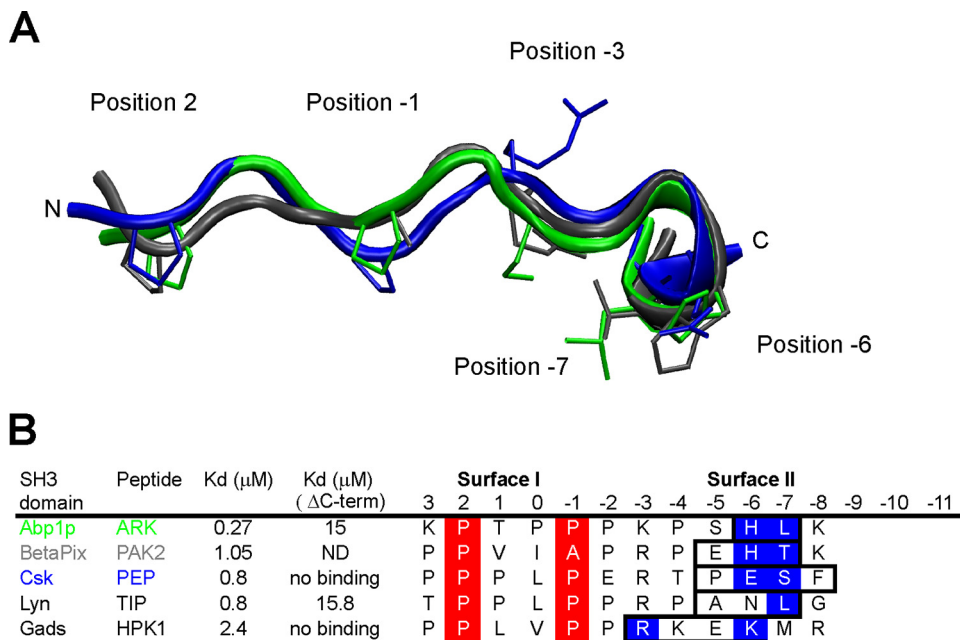 A
Position -3
Position 2 Position -1
N
C
Position -7
Position -6
B
SH3 domain Peptide Kd (μM) Kd (μM) (ΔC-term) Surface I Surface II
3 2 1 0 -1 -2 -3 -4 -5 -6 -7 -8 -9 -10 -11
Abp1p ARK 0.27 15 K P T P P P K P S H L K
BetaPix PAK2 1.05 ND P P V I A P R P E H T K
Csk PEP 0.8 no binding P P P L P E R T P E S F
Lyn TIP 0.8 15.8 T P P L P P R P A N L G
Gads HPK1 2.4 no binding P P L V P P R K E K M R